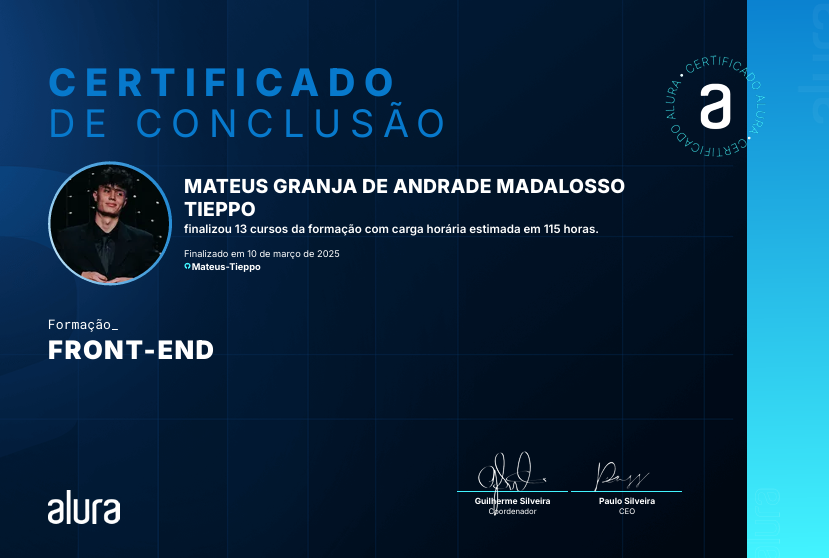 CERTIFICADO
DE CONCLUSÃO
CERTIFICADO ALURA • CERTIFICADO ALURA •
a
MATEUS GRANJA DE ANDRADE MADALOSSO
TIEPPO
finalizou 13 cursos da formação com carga horária estimada em 115 horas.
Finalizado em 10 de março de 2025
Mateus-Tieppo
Formação_
FRONT-END
Guilherme Silveira
Coordenador
Paulo Silveira
CEO
alura
alura
alura